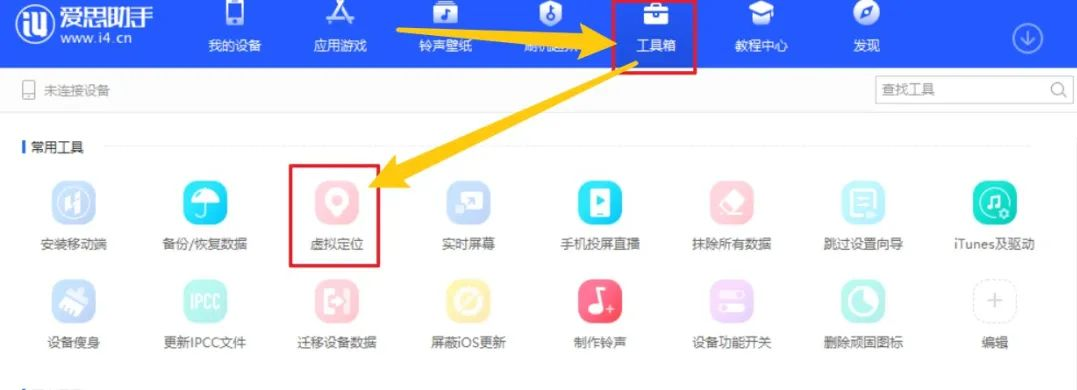 爱思助手
www.i4.cn
我的设备
应用游戏
铃声壁纸
工具箱
教程中心
发现
未连接设备
查找工具
常用工具
安装移动端
备份/恢复数据
虚拟定位
实时屏幕
手机投屏直播
抹除所有数据
跳过设置向导
iTunes及驱动
设备瘦身
更新IPCC文件
迁移设备数据
屏蔽iOS更新
制作铃声
设备功能开关
删除顽固图标
编辑